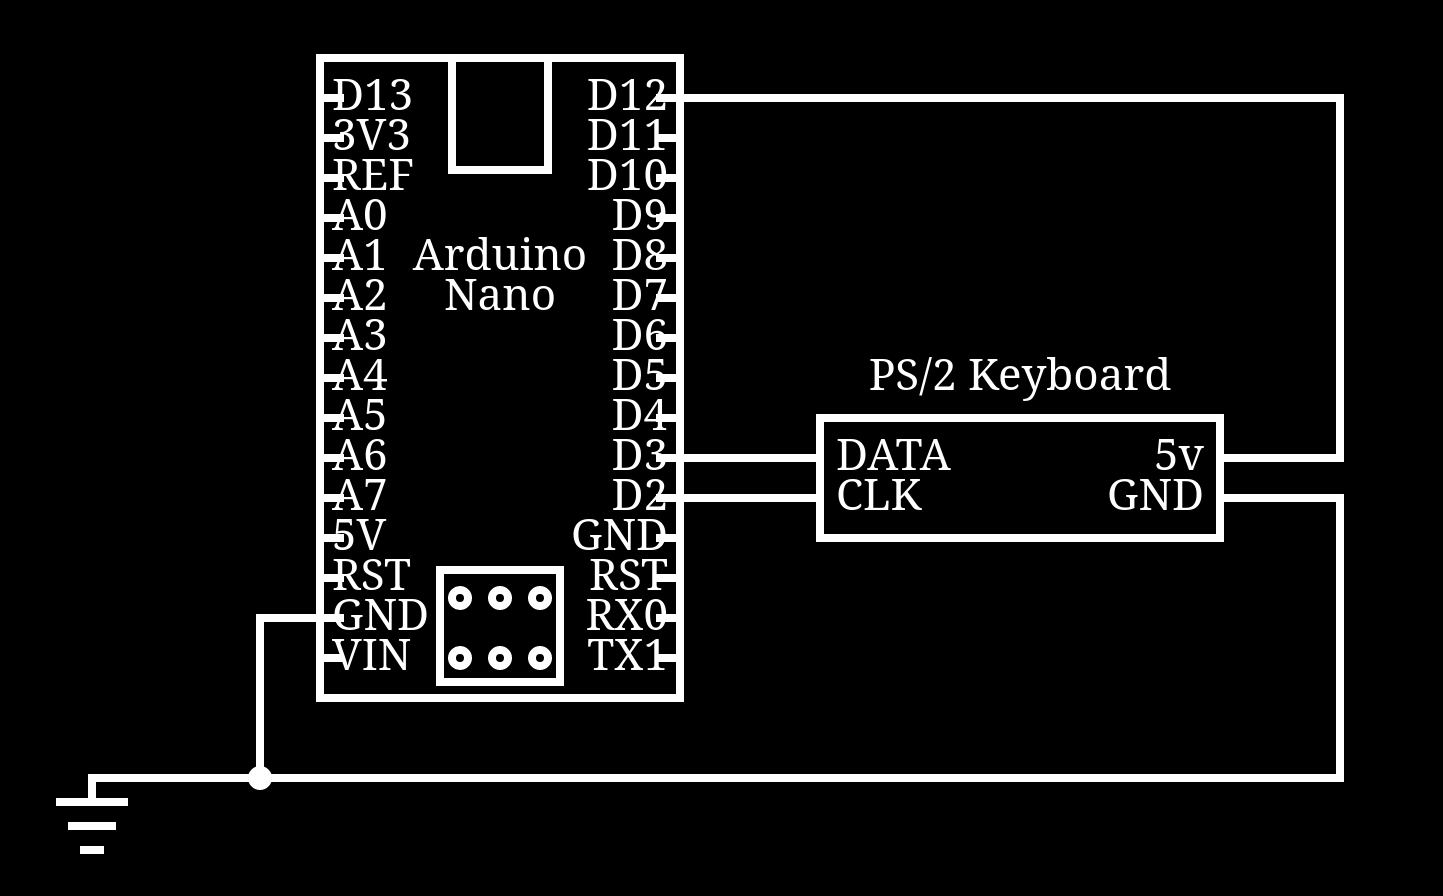 D13
3V3
REF
A0
A1
A2
A3
A4
A5
A6
A7
5V
RST
GND
VIN
Arduino
Nano
D12
D11
D10
D9
D8
D7
D6
D5
D4
D3
D2
GND
RST
RX0
TX1
PS/2 Keyboard
DATA
CLK
5v
GND